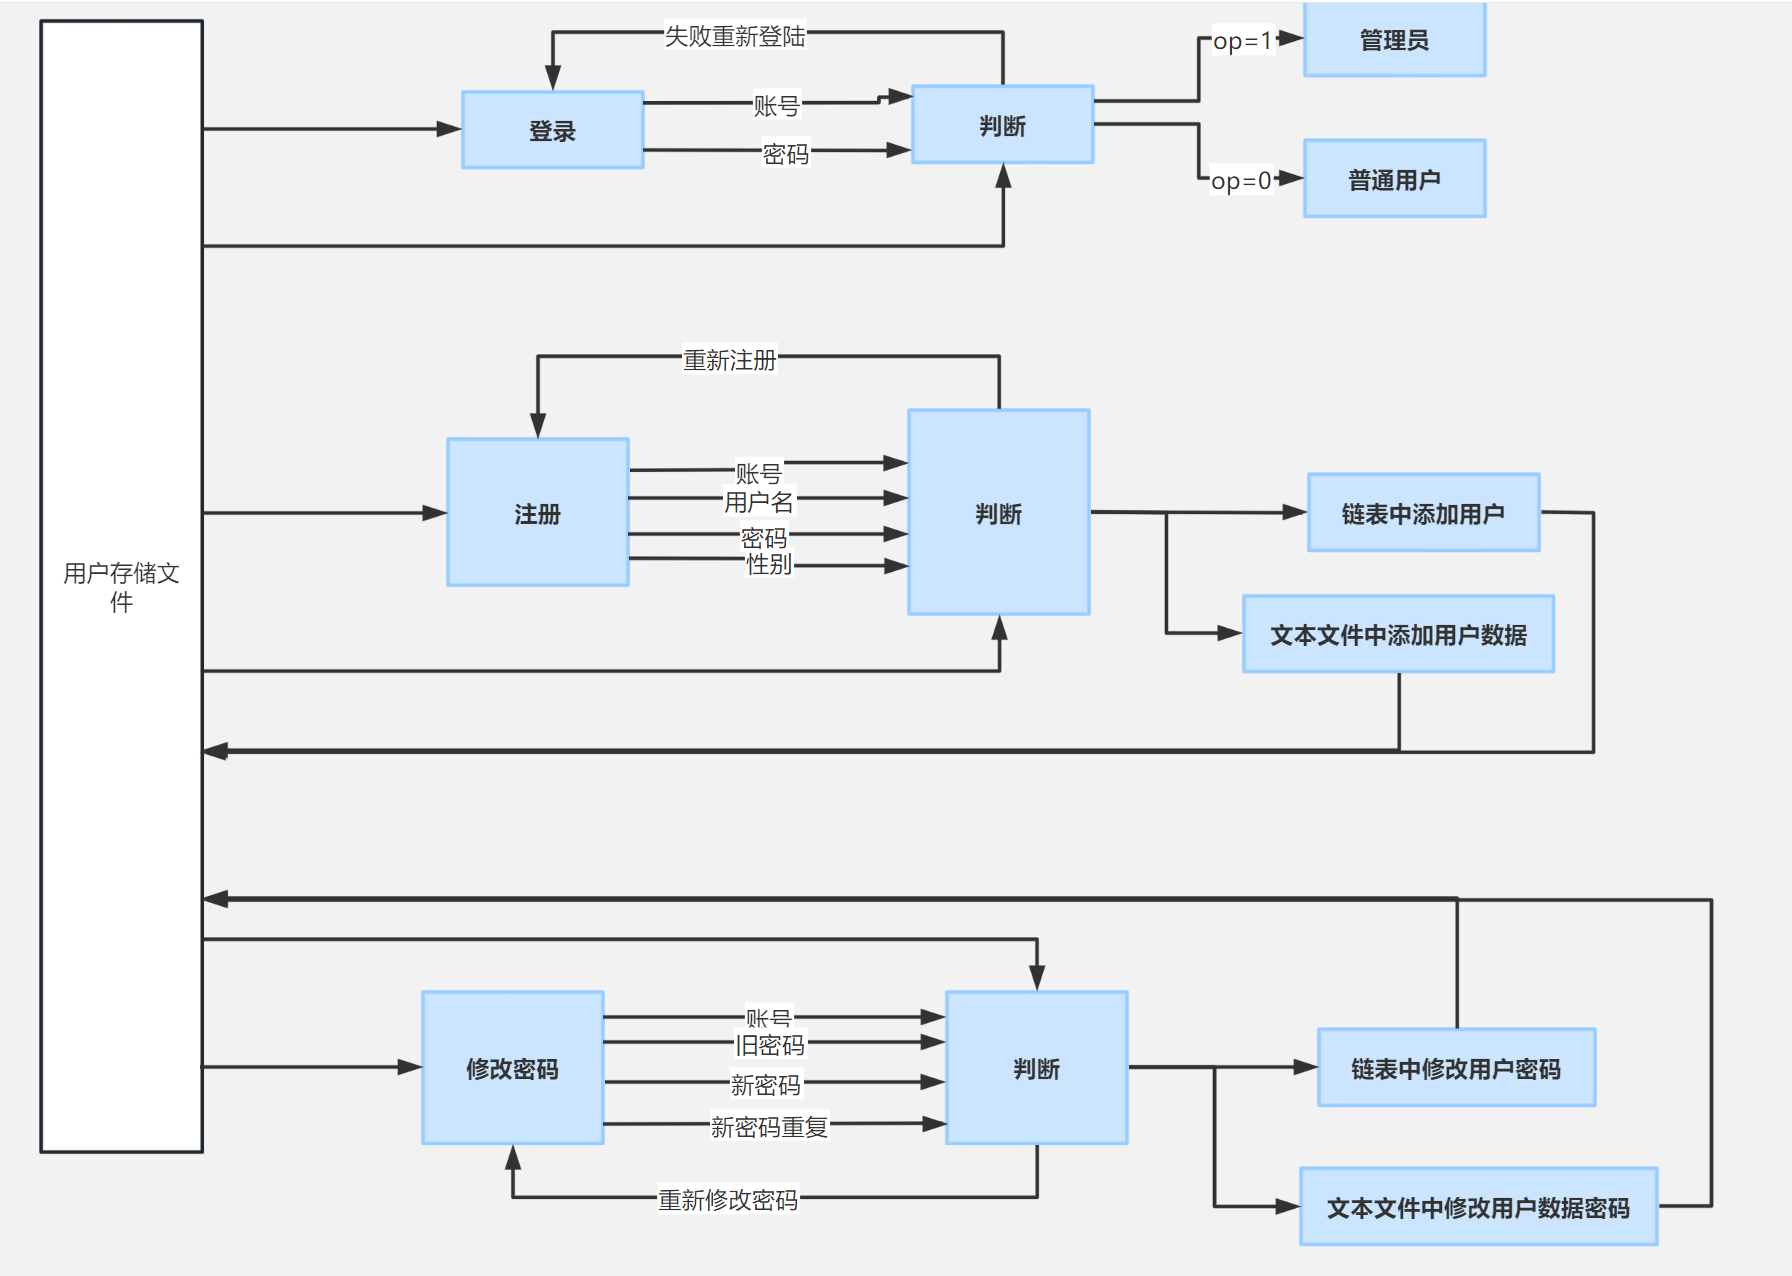 用户存储文
件
失败重新登陆
登录
账号
密码
判断
op=1
管理员
op=0
普通用户
重新注册
注册
账号
用户名
密码
性别
判断
链表中添加用户
文本文件中添加用户数据
修改密码
账号
旧密码
新密码
新密码重复
判断
重新修改密码
链表中修改用户密码
文本文件中修改用户数据密码